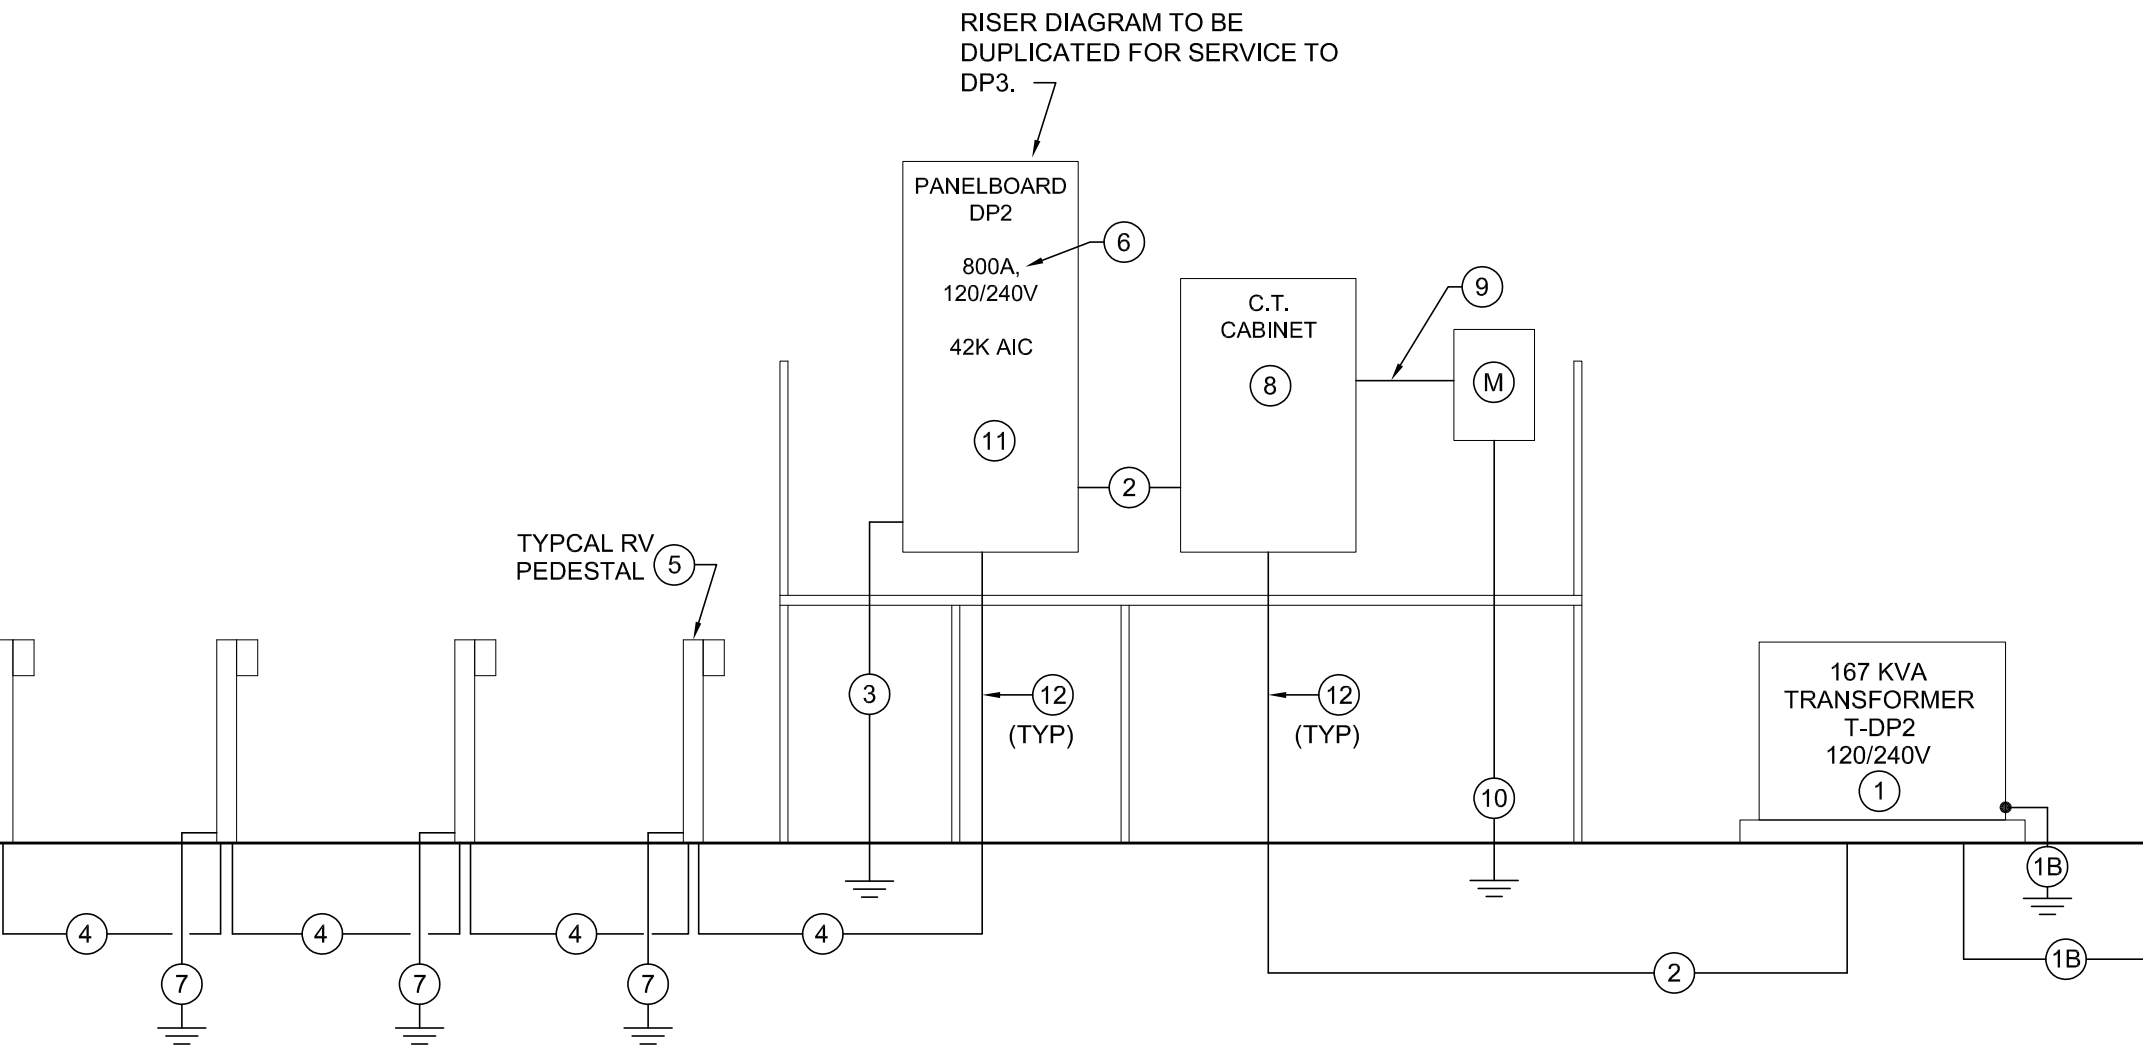 RISER DIAGRAM TO BE
DUPLICATED FOR SERVICE TO
DP3.
PANELBOARD
DP2
800A,
120/240V
42K AIC
11
6
C.T.
CABINET
8
9
M
2
TYPCAL RV
PEDESTAL
5
3
12
(TYP)
12
(TYP)
10
167 KVA
TRANSFORMER
T-DP2
120/240V
1
1B
1B
4
4
4
4
7
7
7
2